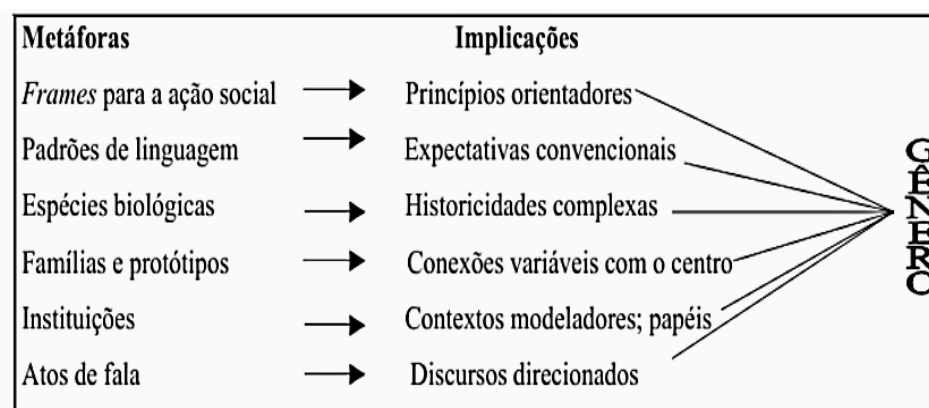 Metáforas Implicações
Frames para a ação social Princípios orientadores
Padrões de linguagem Expectativas convencionais
Espécies biológicas Historicidades complexas
Famílias e protótipos Conexões variáveis com o centro
Instituições Contextos modeladores; papéis
Atos de fala Discursos direcionados
GÊNERO